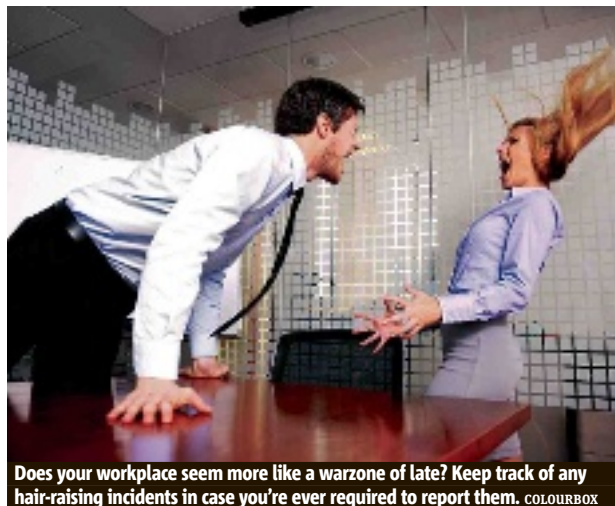 Does your workplace seem more like a warzone of late? Keep track of any
hair-raising incidents in case you’re ever required to report them. COLOURBOX